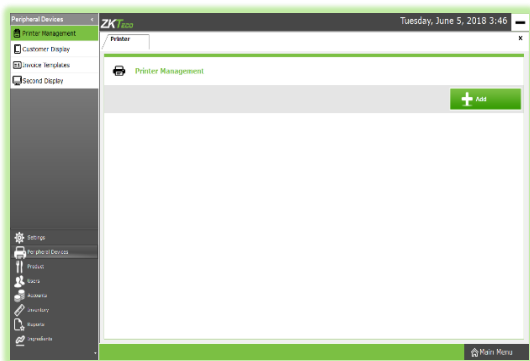 Peripheral Devices
Printer Management
Customer Display
Invoice Templates
Second Display
Settings
Peripheral Devices
Product
Users
Accounts
Inventory
Reports
Ingredients
ZKTeco
Tuesday, June 5, 2018 3:46
Printer
x
Printer Management
Add
Main Menu